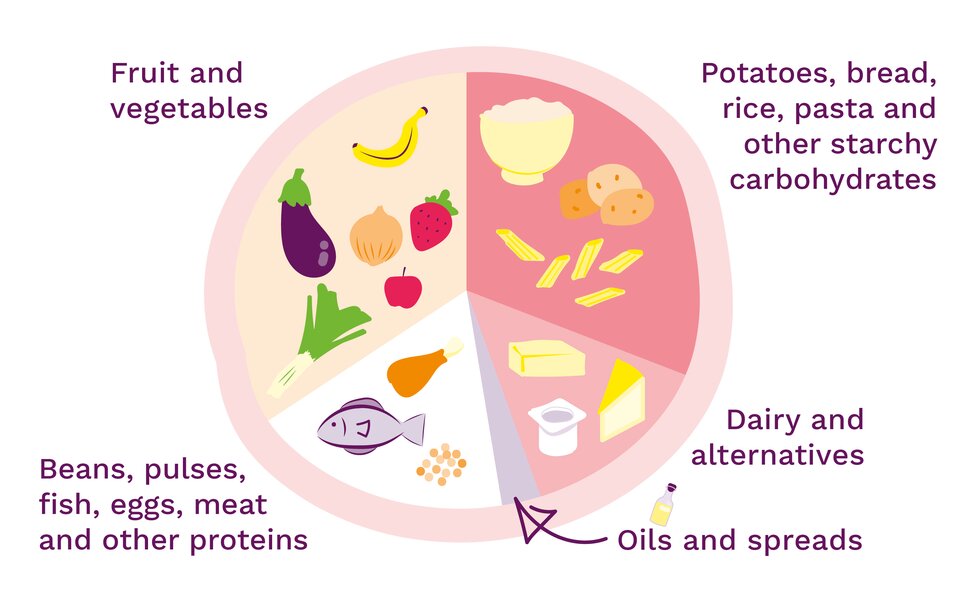 Fruit and
vegetables
Potatoes, bread,
rice, pasta and
other starchy
carbohydrates
Dairy and
alternatives
Beans, pulses,
fish, eggs, meat
and other proteins
Oils and spreads